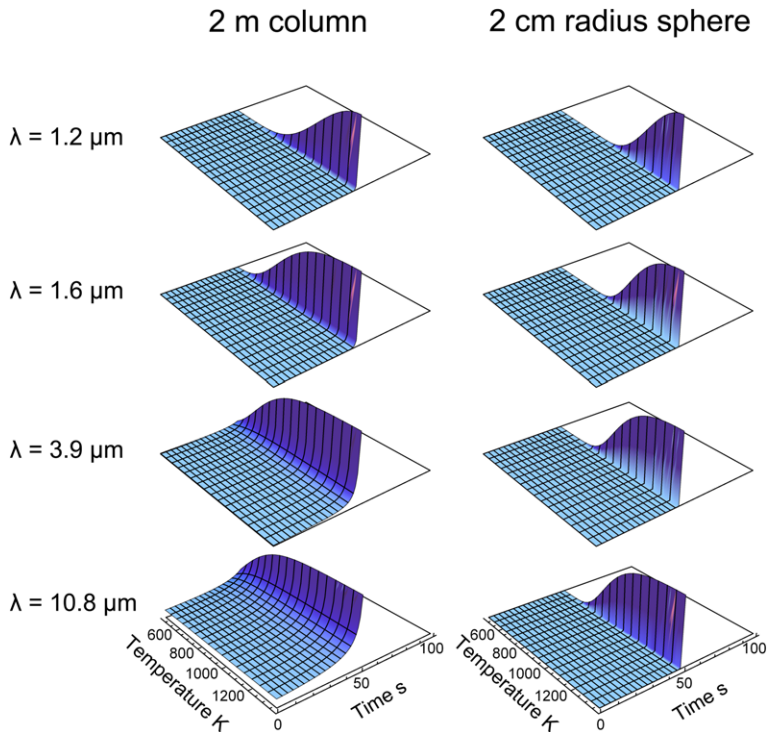 2 m column 2 cm radius sphere
λ = 1.2 µm
λ = 1.6 µm
λ = 3.9 µm
λ = 10.8 µm
600 800 1000 1200
Temperature K
0 50 100
Time s
600 800 1000 1200
Temperature K
0 50 100
Time s